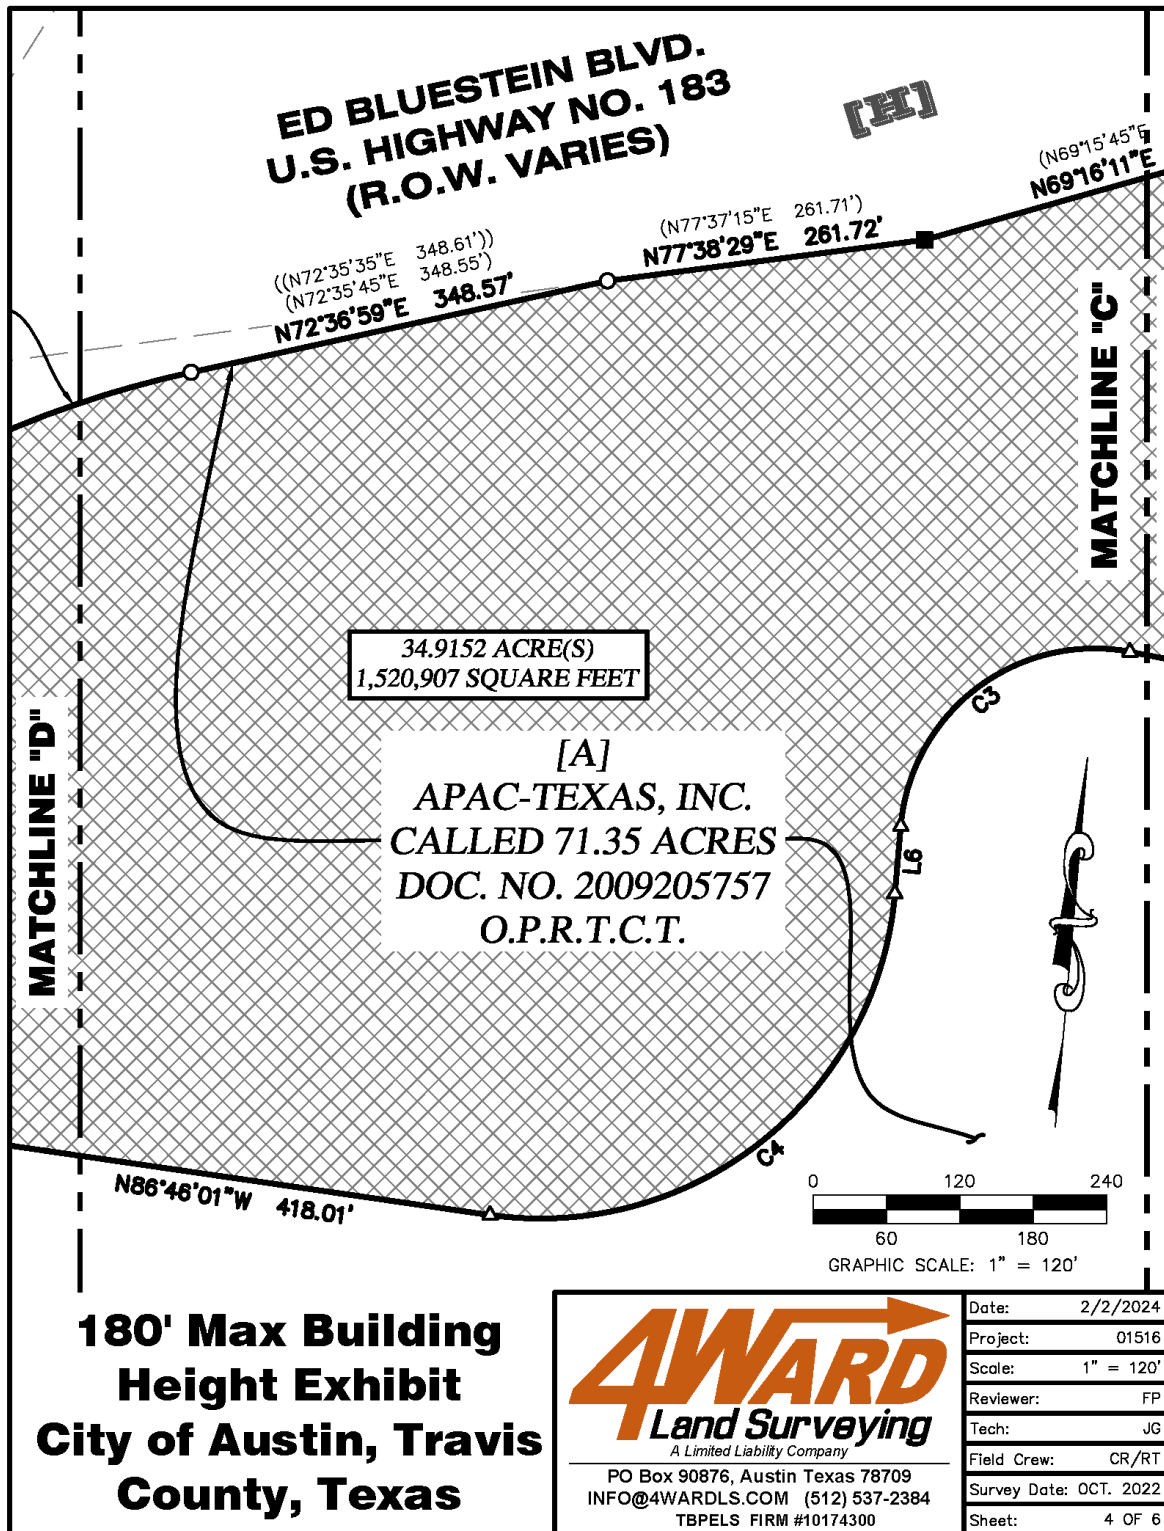 ED BLUESTEIN BLVD.
U.S. HIGHWAY NO. 183
(R.O.W. VARIES)
[H]
(N69°15'45"E
N69°16'11"E
(N77°37'15"E 261.71')
N77°38'29"E 261.72'
((N72°35'35"E 348.61'))
(N72°35'45"E 348.55')
N72°36'59"E 348.57'
MATCHLINE "C"
34.9152 ACRE(S)
1,520,907 SQUARE FEET
MATCHLINE "D"
[A]
APAC-TEXAS, INC.
CALLED 71.35 ACRES
DOC. NO. 2009205757
O.P.R.T.C.T.
C3
L6
C4
N86°46'01"W 418.01'
0 120 240
60 180
GRAPHIC SCALE: 1" = 120'
180' Max Building
Height Exhibit
City of Austin, Travis
County, Texas
4WARD
Land Surveying
A Limited Liability Company
PO Box 90876, Austin Texas 78709
INFO@4WARDLS.COM (512) 537-2384
TBPELS FIRM #10174300
Date: 2/2/2024
Project: 01516
Scale: 1" = 120'
Reviewer: FP
Tech: JG
Field Crew: CR/RT
Survey Date: OCT. 2022
Sheet: 4 OF 6